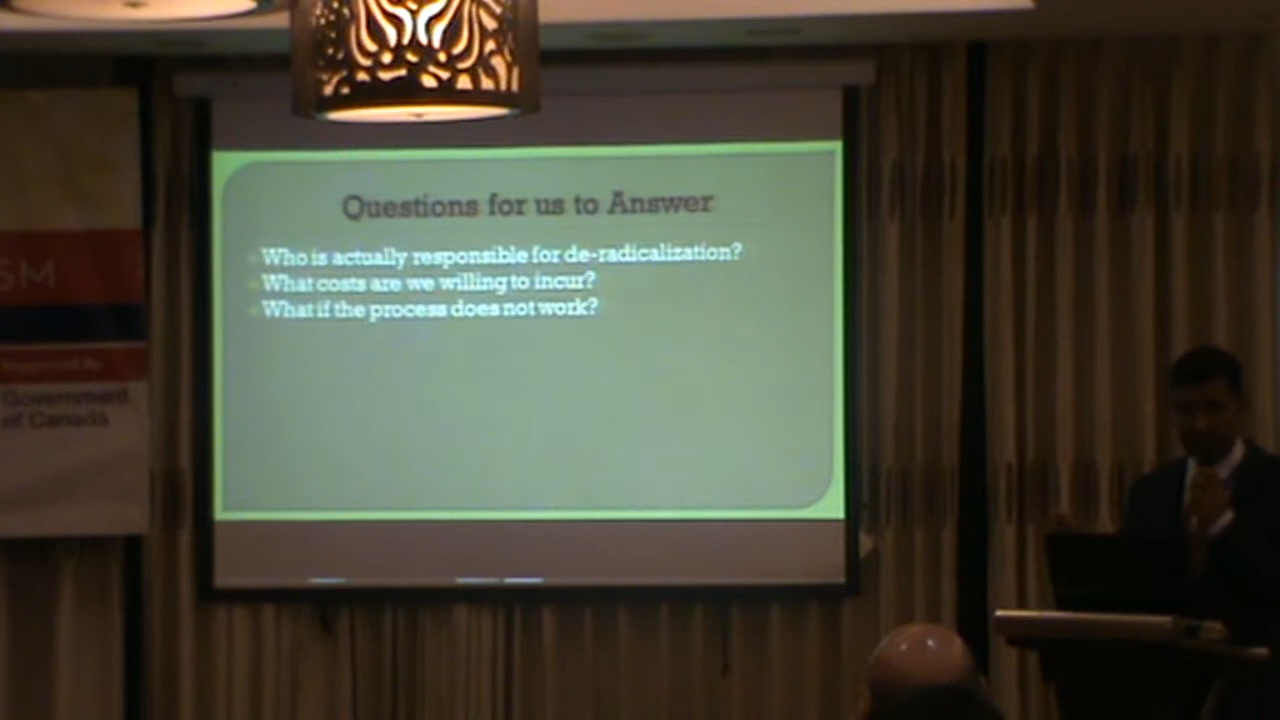 Questions for us to Answer
Who is actually responsible for de-radicalization?
What costs are we willing to incur?
What if the process does not work?
SM
Supported By
Government
of Canada